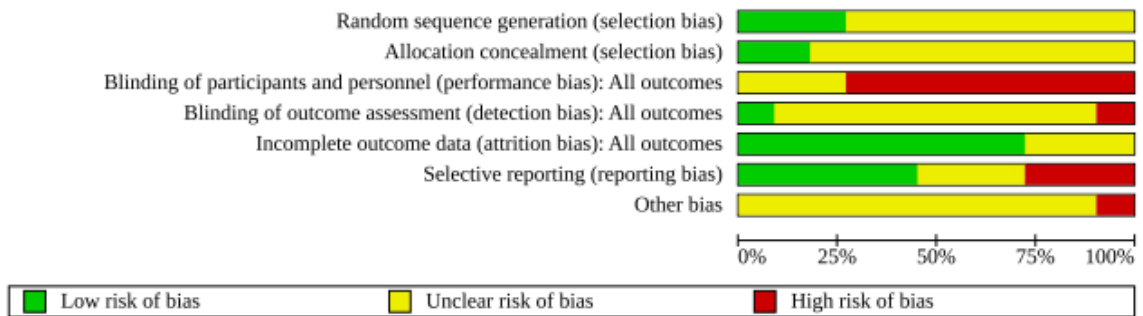 Random sequence generation (selection bias)
Allocation concealment (selection bias)
Blinding of participants and personnel (performance bias): All outcomes
Blinding of outcome assessment (detection bias): All outcomes
Incomplete outcome data (attrition bias): All outcomes
Selective reporting (reporting bias)
Other bias
0% 25% 50% 75% 100%
Low risk of bias Unclear risk of bias High risk of bias